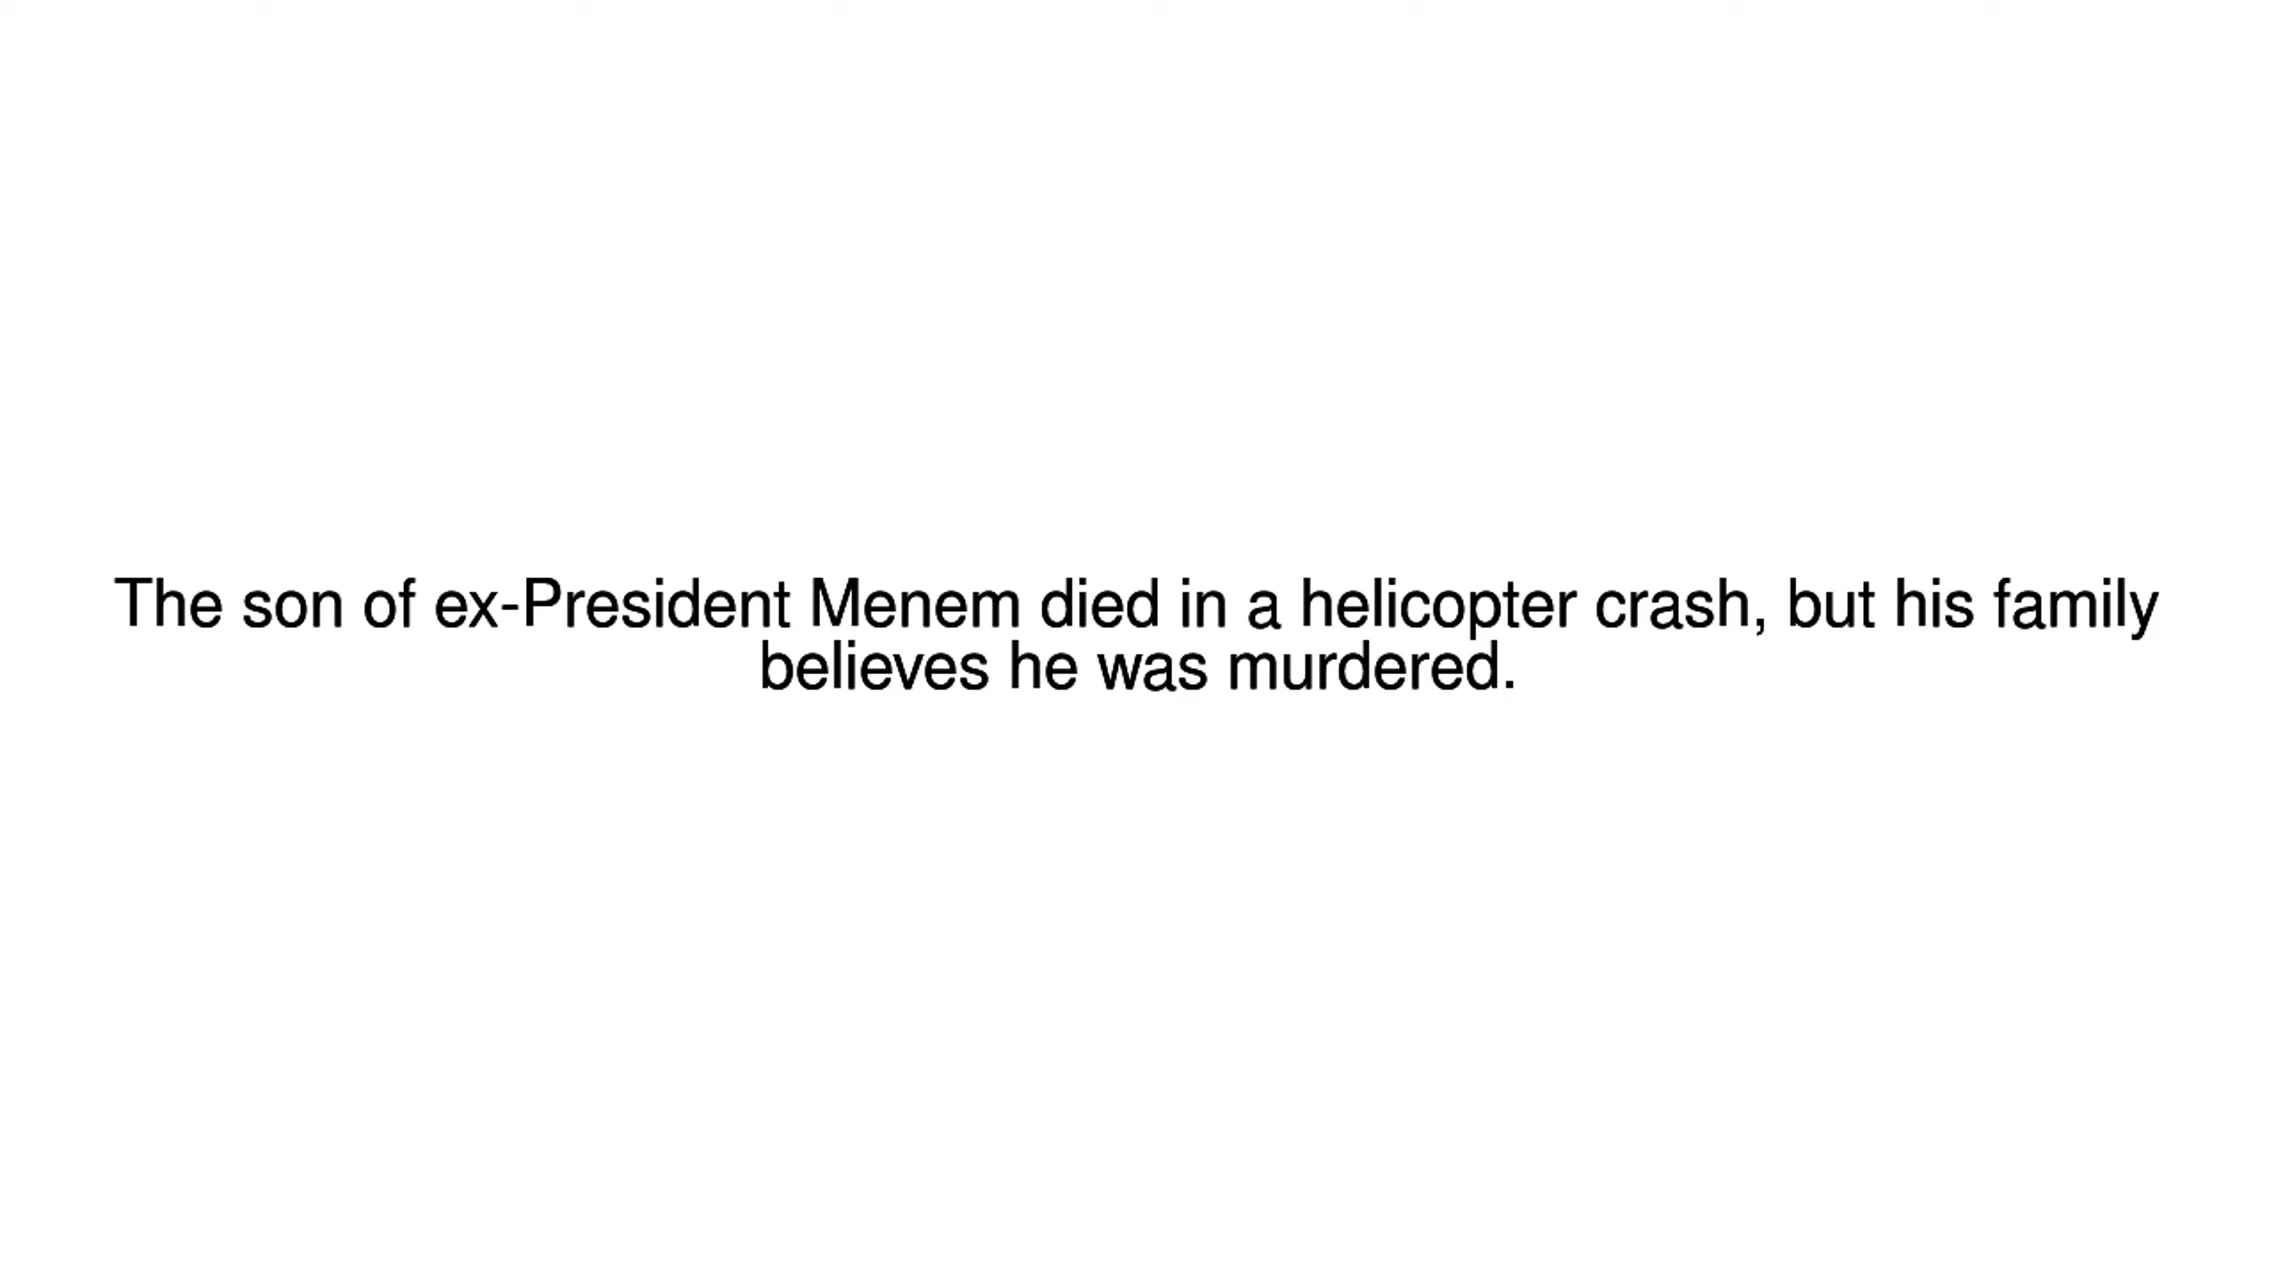 The son of ex-President Menem died in a helicopter crash, but his family
believes he was murdered.